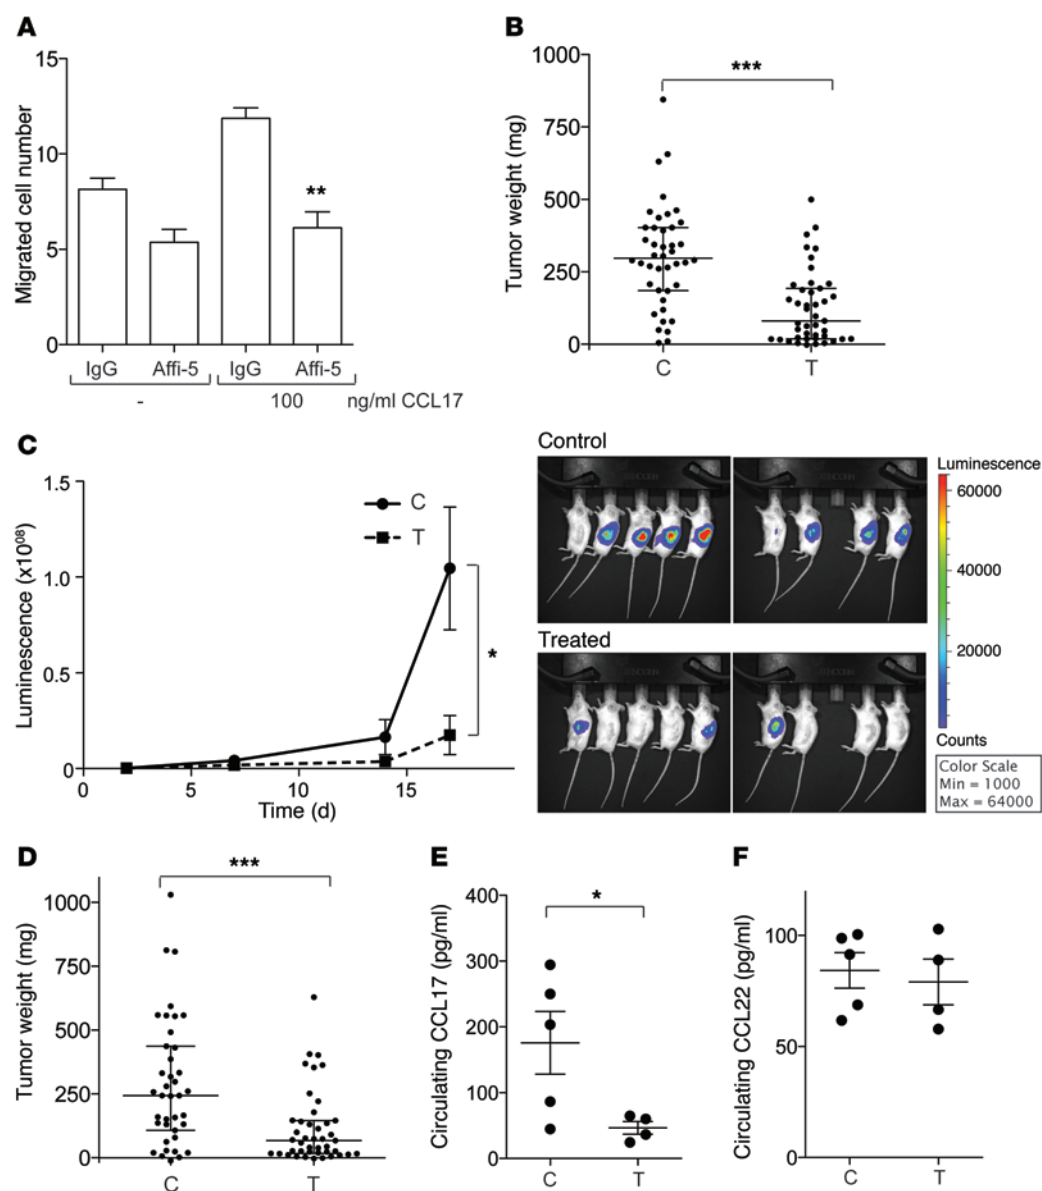 A
15
10
5
0
Migrated cell number
**
IgG Affi-5 IgG Affi-5
- 100 ng/ml CCL17
B
1000
750
500
250
0
Tumor weight (mg)
***
C T
C
1.5
1.0
0.5
0
Luminescence (x10⁰⁸)
C
T
*
0 5 10 15
Time (d)
Control
Treated
Luminescence
60000
40000
20000
Counts
Color Scale
Min = 1000
Max = 64000
D
1000
750
500
250
0
Tumor weight (mg)
***
C T
E
400
300
200
100
0
Circulating CCL17 (pg/ml)
*
C T
F
100
50
0
Circulating CCL22 (pg/ml)
C T